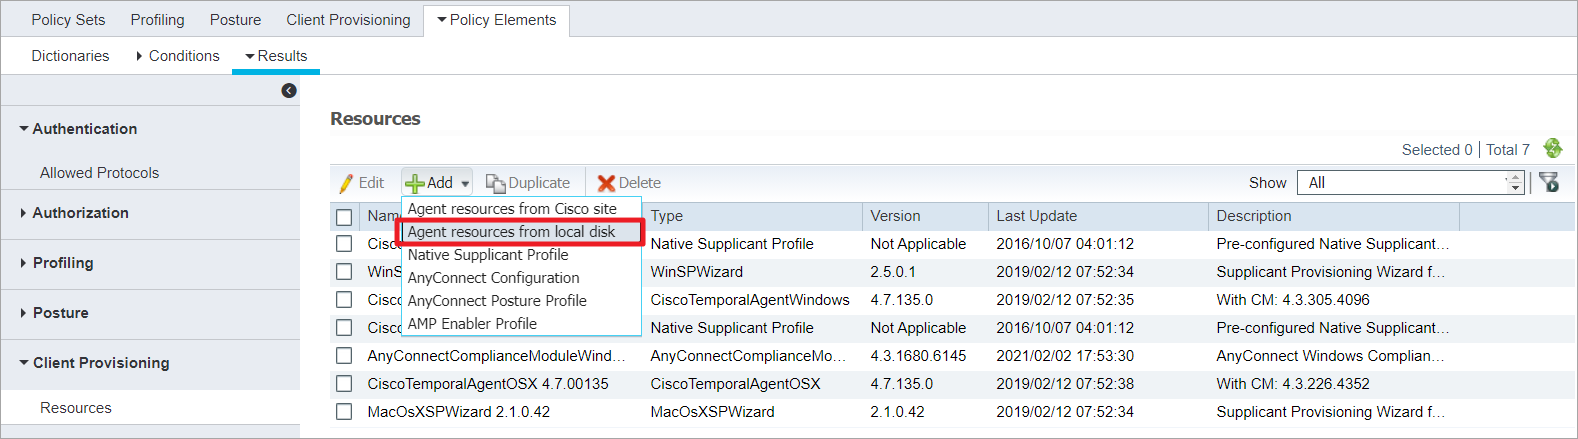 Policy Sets Profiling Posture Client Provisioning Policy Elements
Dictionaries Conditions Results
Authentication
Allowed Protocols
Authorization
Profiling
Posture
Client Provisioning
Resources
Resources
Selected 0 | Total 7
Edit Add Duplicate Delete Show All
Agent resources from Cisco site
Agent resources from local disk
Native Supplicant Profile
AnyConnect Configuration
AnyConnect Posture Profile
AMP Enabler Profile
Type Version Last Update Description
Native Supplicant Profile Not Applicable 2016/10/07 04:01:12 Pre-configured Native Supplicant...
WinSPWizard 2.5.0.1 2019/02/12 07:52:34 Supplicant Provisioning Wizard f...
CiscoTemporalAgentWindows 4.7.135.0 2019/02/12 07:52:35 With CM: 4.3.305.4096
Native Supplicant Profile Not Applicable 2016/10/07 04:01:12 Pre-configured Native Supplicant...
AnyConnectComplianceModuleWind... AnyConnectComplianceMo... 4.3.1680.6145 2021/02/02 17:53:30 AnyConnect Windows Complian...
CiscoTemporalAgentOSX 4.7.00135 CiscoTemporalAgentOSX 4.7.135.0 2019/02/12 07:52:38 With CM: 4.3.226.4352
MacOsXSPWizard 2.1.0.42 MacOsXSPWizard 2.1.0.42 2019/02/12 07:52:34 Supplicant Provisioning Wizard f...